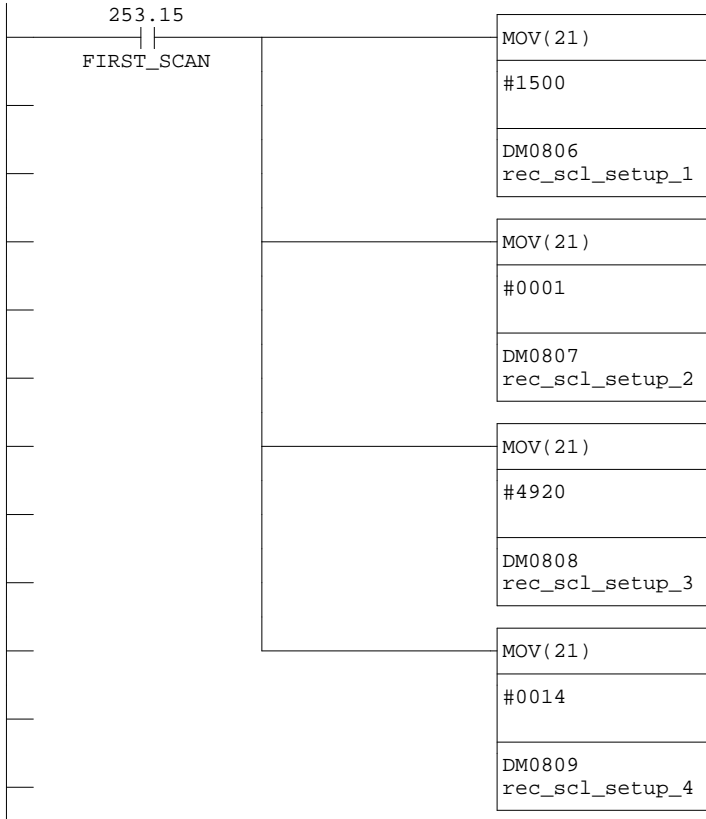 253.15
FIRST_SCAN
MOV(21)
#1500
DM0806
rec_scl_setup_1
MOV(21)
#0001
DM0807
rec_scl_setup_2
MOV(21)
#4920
DM0808
rec_scl_setup_3
MOV(21)
#0014
DM0809
rec_scl_setup_4